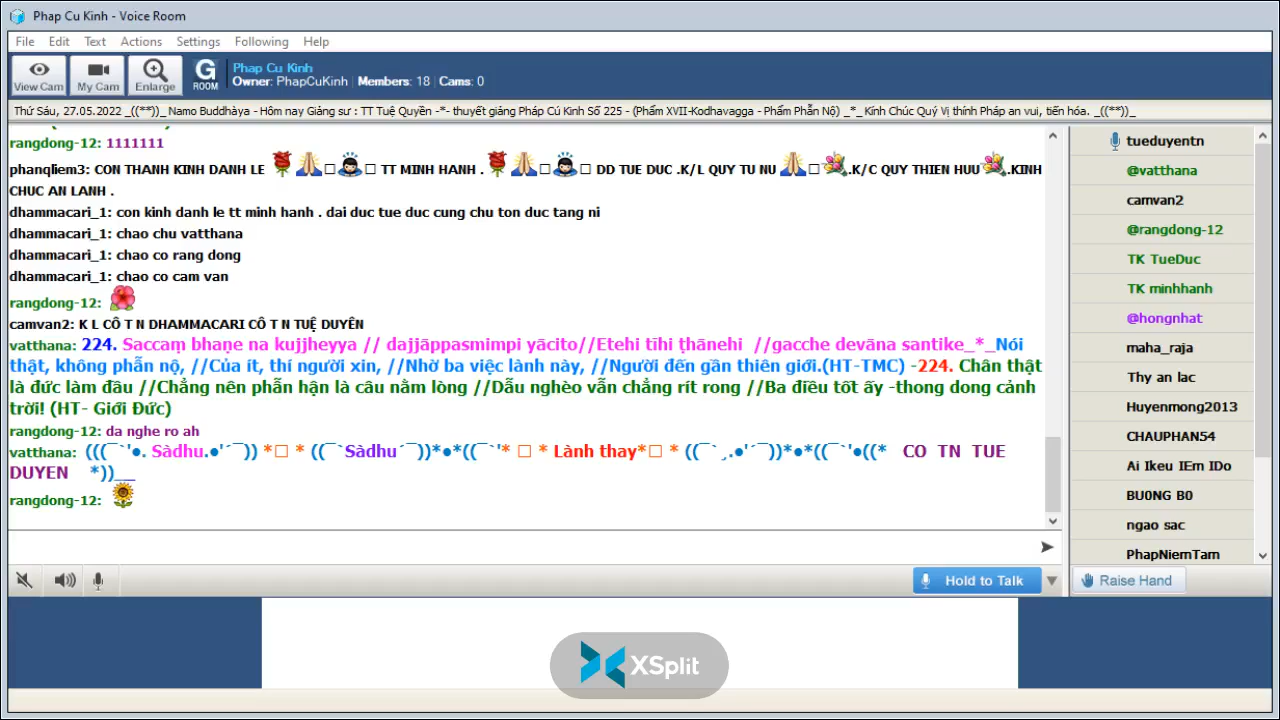 Phap Cu Kinh - Voice Room
File Edit Text Actions Settings Following Help
View Cam My Cam Enlarge G ROOM
Phap Cu Kinh
Owner: PhapCuKinh | Members: 18 | Cams: 0
Thứ Sáu, 27.05.2022 _((**))_ Namo Buddhàya - Hôm nay Giảng sư : TT Tuệ Quyền -*- thuyết giảng Pháp Cú Kinh Số 225 - (Phẩm XVII-Kodhavagga - Phẩm Phẫn Nộ) _*_ Kính Chúc Quý Vị thính Pháp an vui, tiến hóa. _((**))_
rangdong-12: 1111111
phanqliem3: CON THANH KINH DANH LE 🌹🙏□🙇□ TT MINH HANH . 🌹🙏□🙇□ DD TUE DUC .K/L QUY TU NU 🙏□💐.K/C QUY THIEN HUU💐.KINH
CHUC AN LANH .
dhammacari_1: con kinh danh le tt minh hanh . dai duc tue duc cung chu ton duc tang ni
dhammacari_1: chao chu vatthana
dhammacari_1: chao co rang dong
dhammacari_1: chao co cam van
rangdong-12: 🌺
camvan2: K L CÔ T N DHAMMACARI CÔ T N TUỆ DUYÊN
vatthana: 224. Saccaṃ bhaṇe na kujjheyya // dajjāppasmimpi yācito//Etehi tīhi ṭhānehi //gacche devāna santike_*_Nói
thật, không phẫn nộ, //Của ít, thí người xin, //Nhờ ba việc lành này, //Người đến gần thiên giới.(HT-TMC) -224. Chân thật
là đức làm đầu //Chẳng nên phẫn hận là câu nằm lòng //Dẫu nghèo vẫn chẳng rít rong //Ba điều tốt ấy -thong dong cảnh
trời! (HT- Giới Đức)
rangdong-12: da nghe ro ah
vatthana: (((¯`'•. Sàdhu.•'´¯)) *□ * ((¯`Sàdhu´¯))*•*((¯`'* □ * Lành thay*□ * ((¯`¸.•'´¯))*•*((¯`'•((* CO TN TUE
DUYEN *))__
rangdong-12: 🌻
Hold to Talk
tueduyentn
@vatthana
camvan2
@rangdong-12
TK TueDuc
TK minhhanh
@hongnhat
maha_raja
Thy an lac
Huyenmong2013
CHAUPHAN54
Ai Ikeu IEm IDo
BU0NG B0
ngao sac
PhapNiemTam
Raise Hand
XSplit